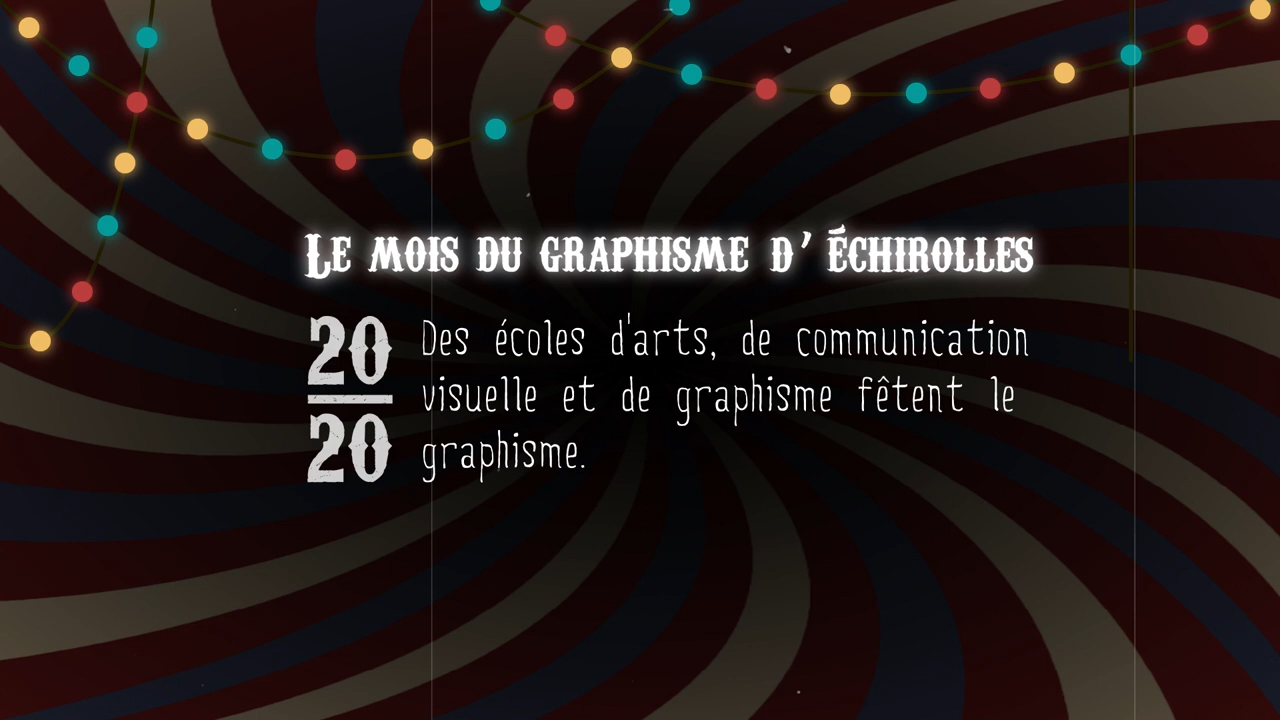 Le mois du graphisme d' Échirolles
20
20
Des écoles d'arts, de communication
visuelle et de graphisme fêtent le
graphisme.